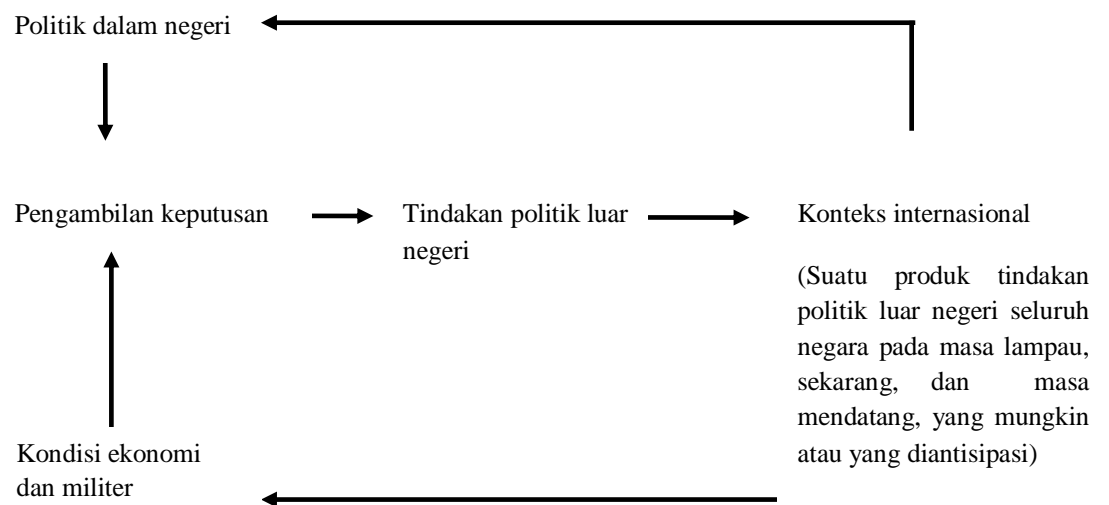 Politik dalam negeri
Pengambilan keputusan
Tindakan politik luar
negeri
Konteks internasional
(Suatu produk tindakan
politik luar negeri seluruh
negara pada masa lampau,
sekarang, dan masa
mendatang, yang mungkin
atau yang diantisipasi)
Kondisi ekonomi
dan militer